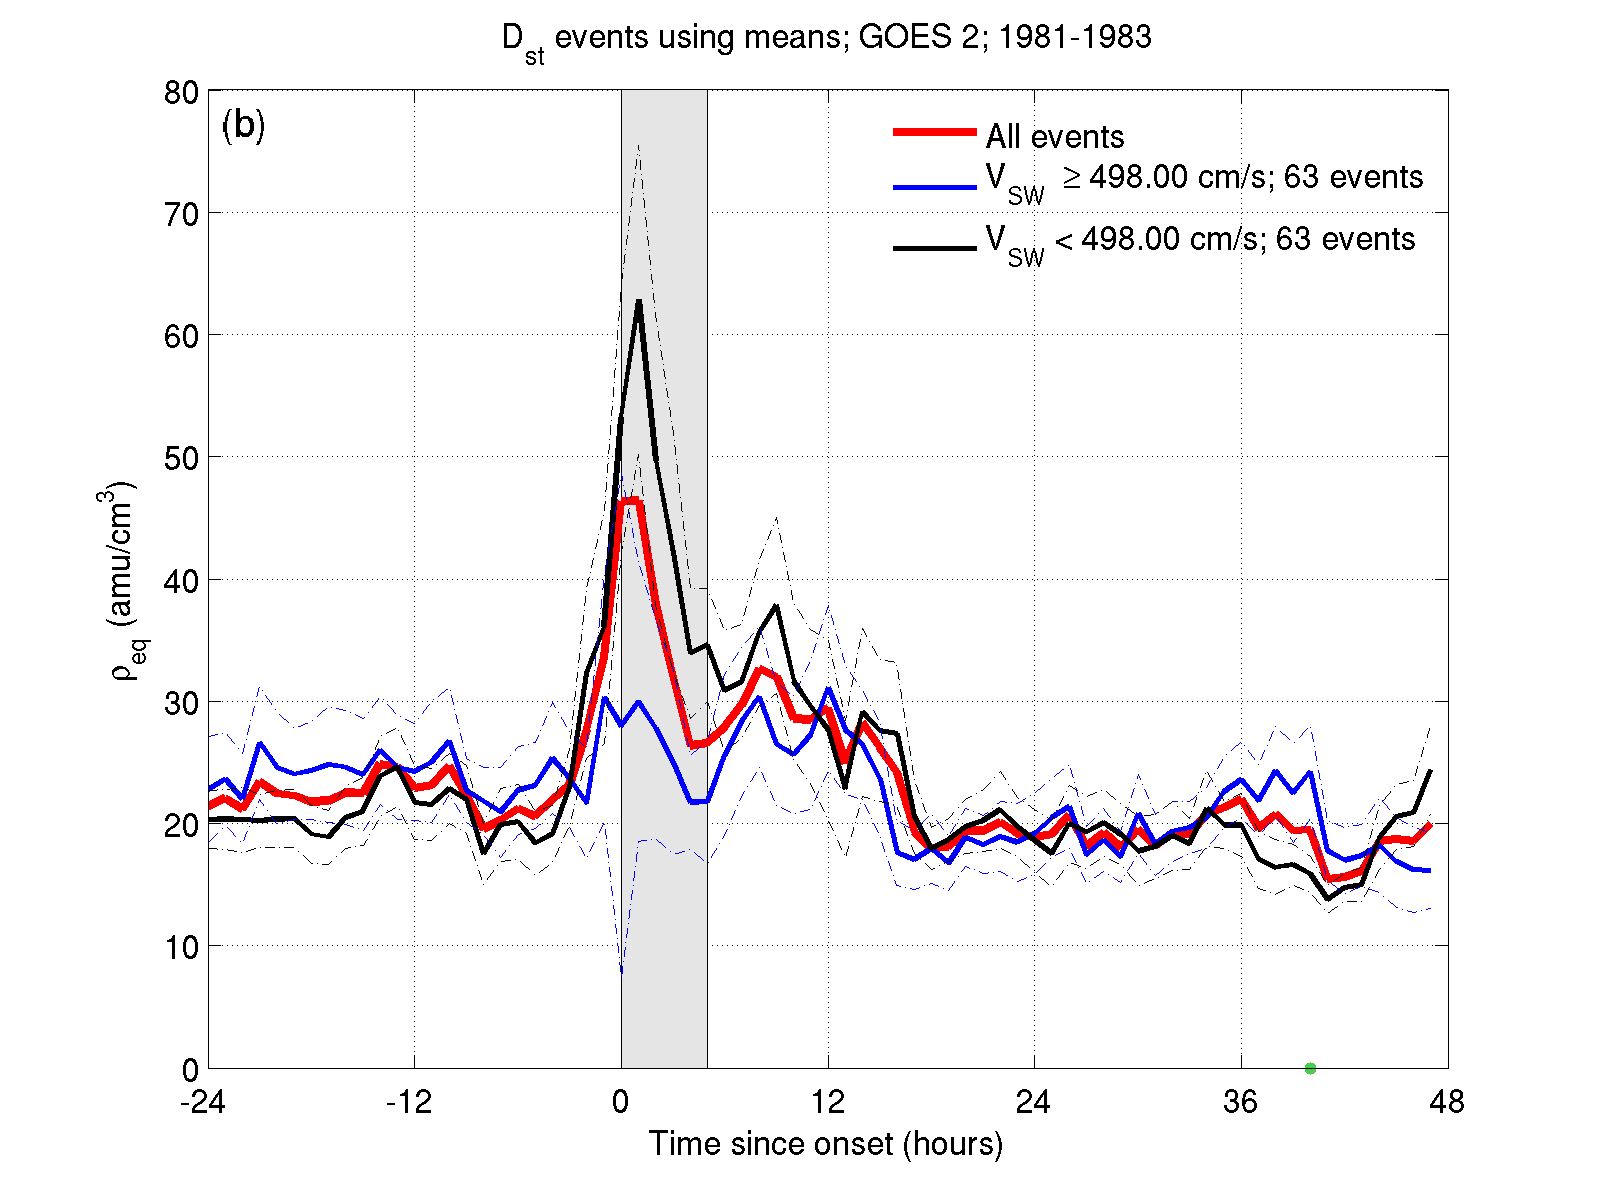 D_st events using means; GOES 2; 1981-1983
(b)
All events
V_SW ≥ 498.00 cm/s; 63 events
V_SW < 498.00 cm/s; 63 events
80
70
60
50
40
30
20
10
0
ρ_eq (amu/cm³)
-24 -12 0 12 24 36 48
Time since onset (hours)